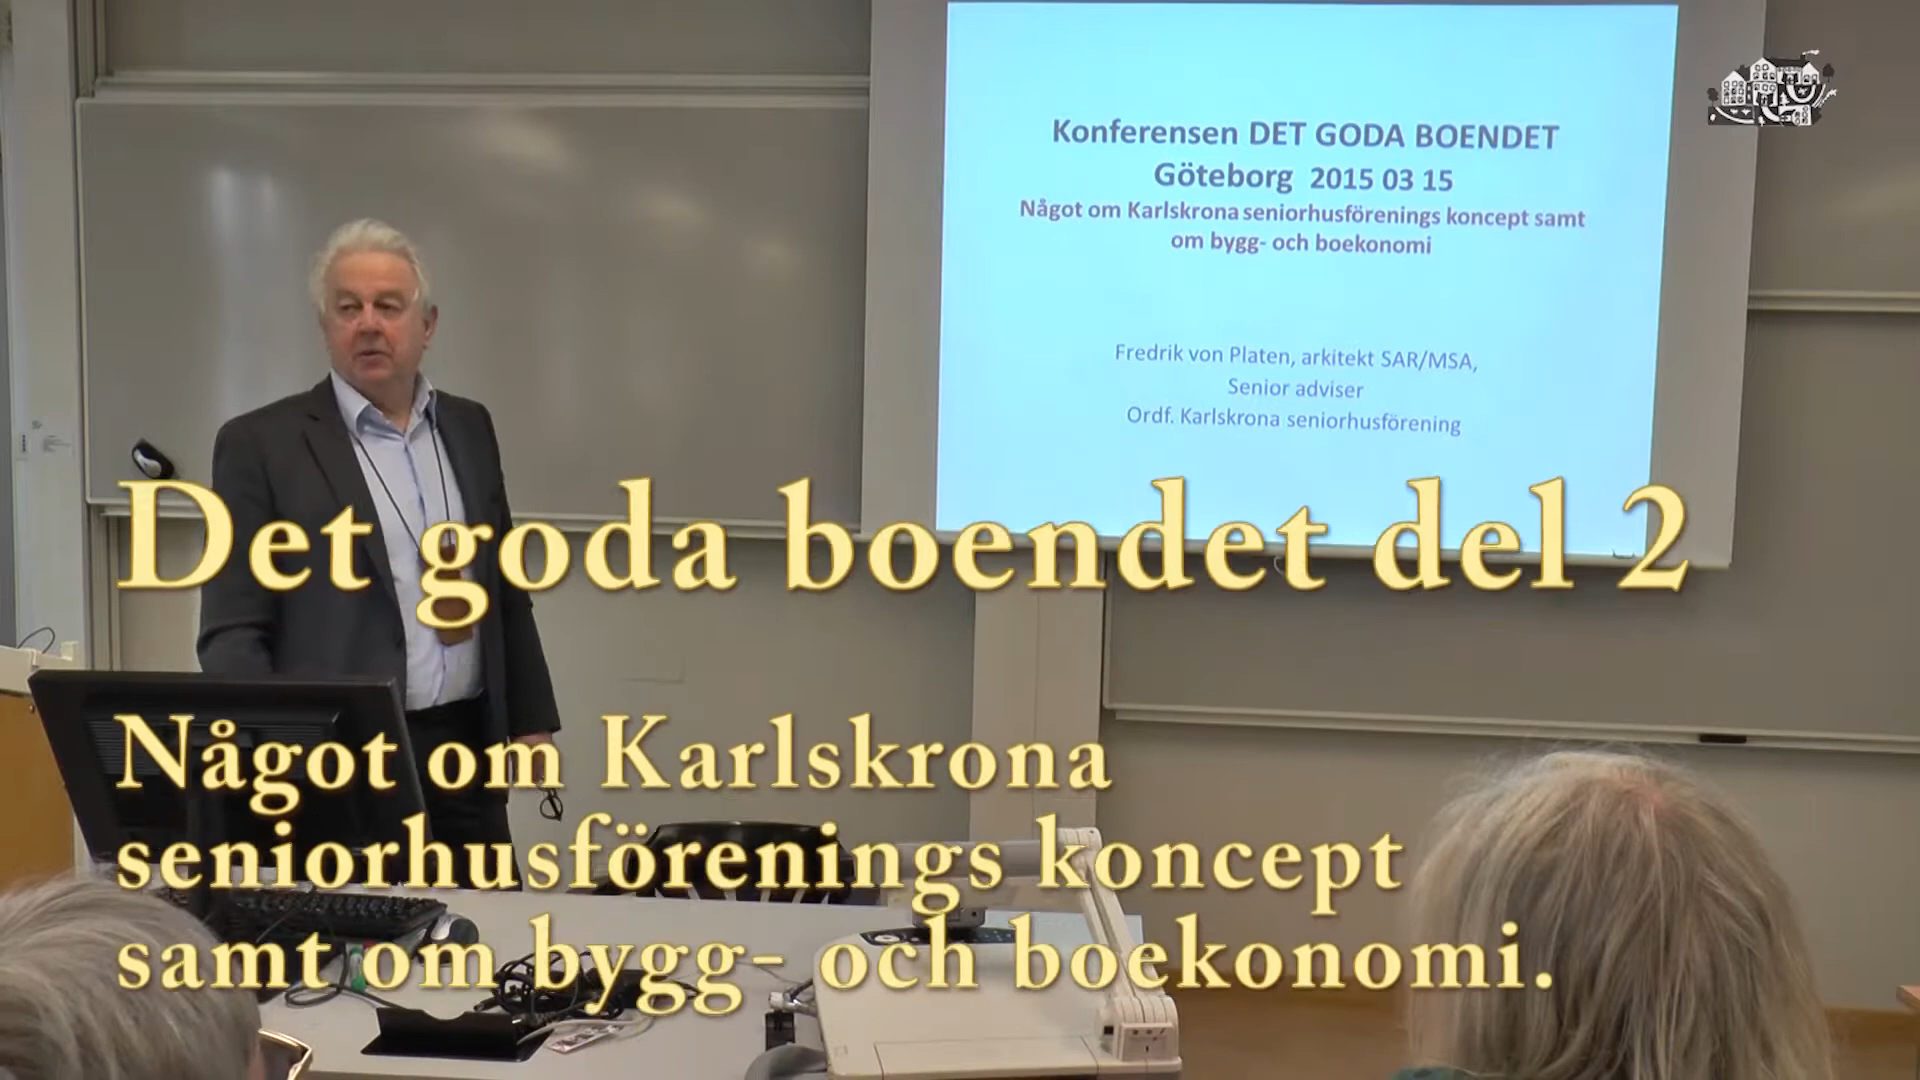 Konferensen DET GODA BOENDET
Göteborg 2015 03 15
Något om Karlskrona seniorhusförenings koncept samt
om bygg- och boekonomi
Fredrik von Platen, arkitekt SAR/MSA,
Senior adviser
Ordf. Karlskrona seniorhusförening
Det goda boendet del 2
Något om Karlskrona
seniorhusförenings koncept
samt om bygg- och boekonomi.